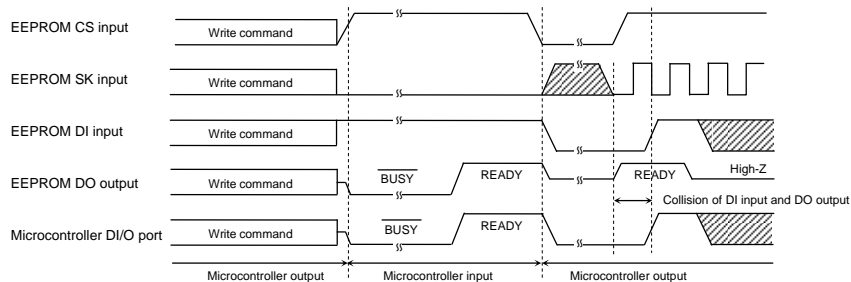 EEPROM CS input
Write command
EEPROM SK input
Write command
EEPROM DI input
Write command
EEPROM DO output
Write command
BUSY
READY
READY
High-Z
Collision of DI input and DO output
Microcontroller DI/O port
Write command
BUSY
READY
Microcontroller output
Microcontroller input
Microcontroller output